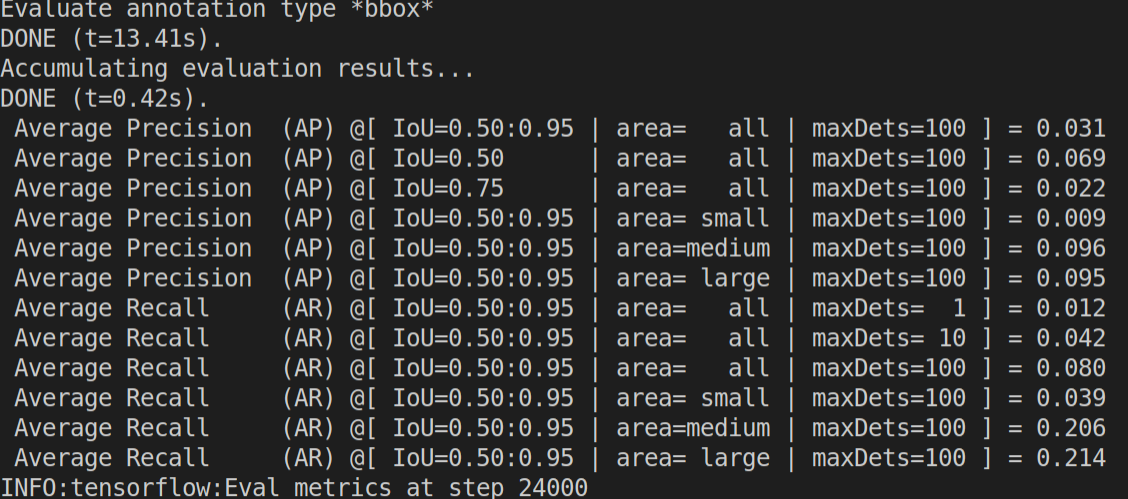 Evaluate annotation type *bbox*
DONE (t=13.41s).
Accumulating evaluation results...
DONE (t=0.42s).
 Average Precision  (AP) @[ IoU=0.50:0.95 | area=   all | maxDets=100 ] = 0.031
 Average Precision  (AP) @[ IoU=0.50      | area=   all | maxDets=100 ] = 0.069
 Average Precision  (AP) @[ IoU=0.75      | area=   all | maxDets=100 ] = 0.022
 Average Precision  (AP) @[ IoU=0.50:0.95 | area= small | maxDets=100 ] = 0.009
 Average Precision  (AP) @[ IoU=0.50:0.95 | area=medium | maxDets=100 ] = 0.096
 Average Precision  (AP) @[ IoU=0.50:0.95 | area= large | maxDets=100 ] = 0.095
 Average Recall     (AR) @[ IoU=0.50:0.95 | area=   all | maxDets=  1 ] = 0.012
 Average Recall     (AR) @[ IoU=0.50:0.95 | area=   all | maxDets= 10 ] = 0.042
 Average Recall     (AR) @[ IoU=0.50:0.95 | area=   all | maxDets=100 ] = 0.080
 Average Recall     (AR) @[ IoU=0.50:0.95 | area= small | maxDets=100 ] = 0.039
 Average Recall     (AR) @[ IoU=0.50:0.95 | area=medium | maxDets=100 ] = 0.206
 Average Recall     (AR) @[ IoU=0.50:0.95 | area= large | maxDets=100 ] = 0.214
INFO:tensorflow:Eval metrics at step 24000